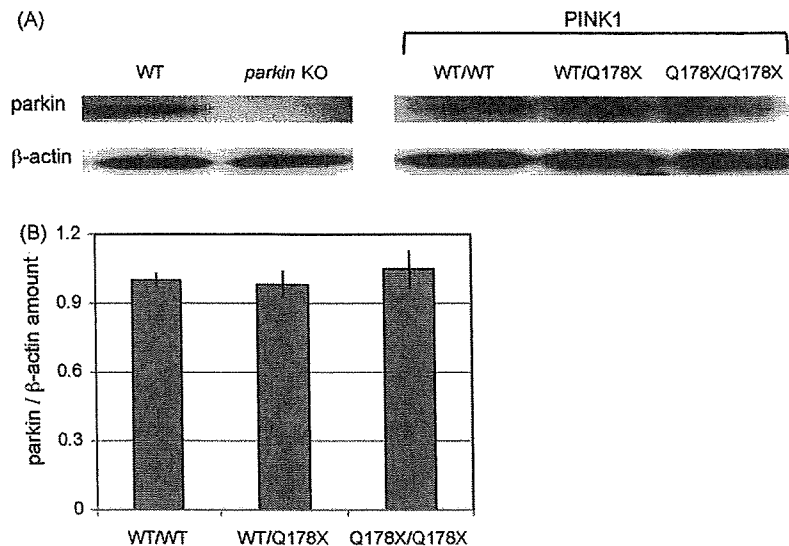 (A)
PINK1
WT parkin KO WT/WT WT/Q178X Q178X/Q178X
parkin
β-actin
(B)
1.2
0.9
0.6
0.3
0
parkin / β-actin amount
WT/WT WT/Q178X Q178X/Q178X